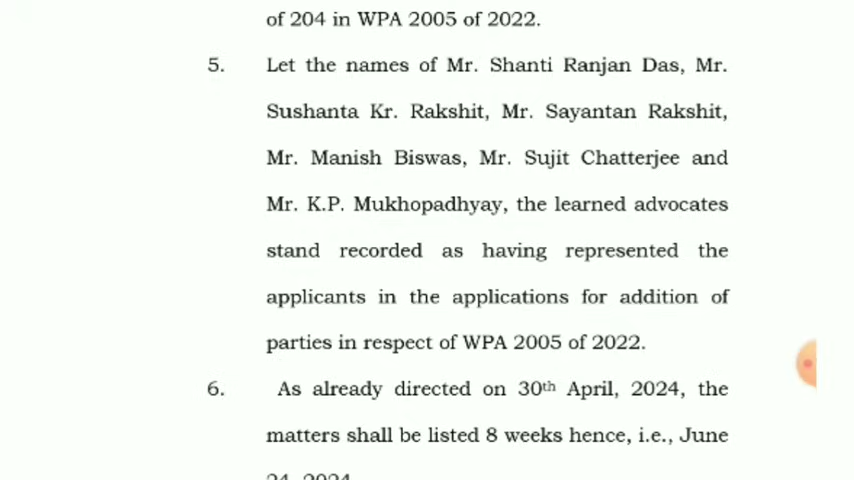 of 204 in WPA 2005 of 2022.
5. Let the names of Mr. Shanti Ranjan Das, Mr.
Sushanta Kr. Rakshit, Mr. Sayantan Rakshit,
Mr. Manish Biswas, Mr. Sujit Chatterjee and
Mr. K.P. Mukhopadhyay, the learned advocates
stand recorded as having represented the
applicants in the applications for addition of
parties in respect of WPA 2005 of 2022.
6. As already directed on 30th April, 2024, the
matters shall be listed 8 weeks hence, i.e., June
24, 2024.